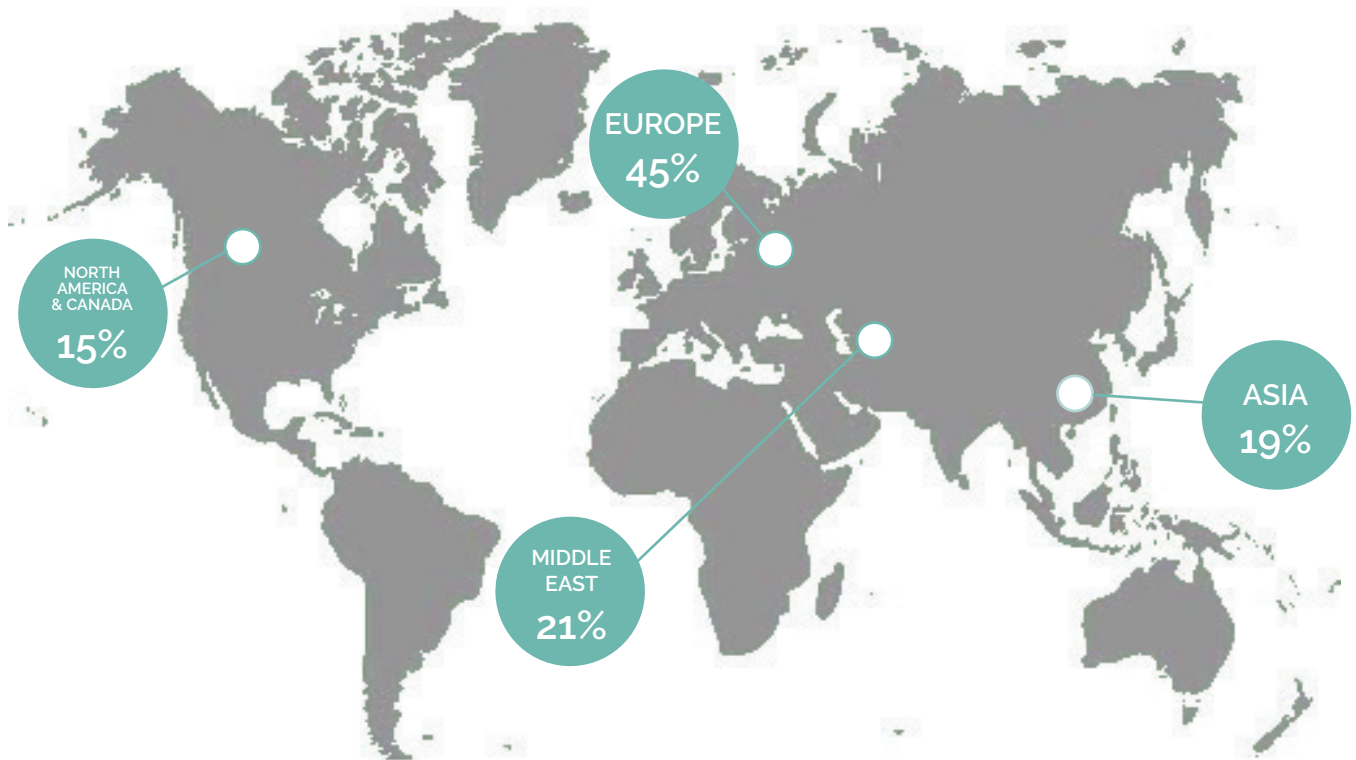 EUROPE
45%
NORTH
AMERICA
& CANADA
15%
ASIA
19%
MIDDLE
EAST
21%